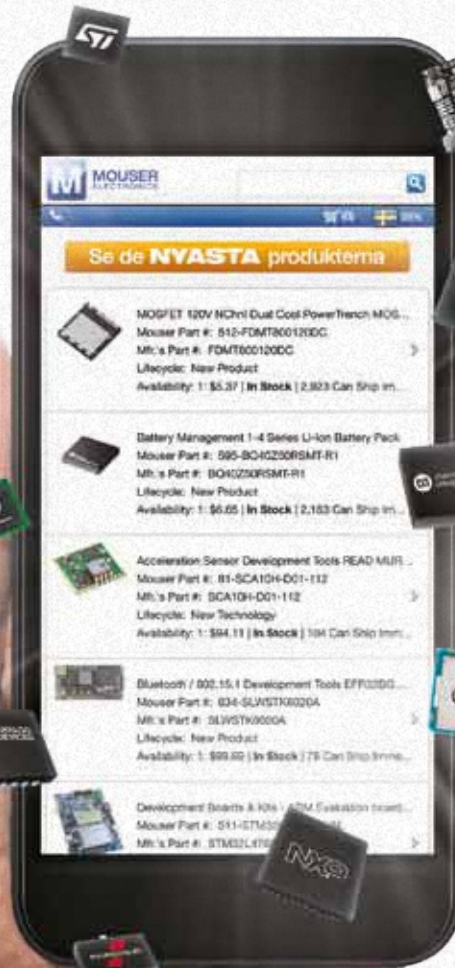 ST
MOUSER
ELECTRONICS
Se de NYASTA produkterna
MOSFET 120V NChnl Dual Cool PowerTrench MOS...
Mouser Part #: 512-FDMT800120DC
Mfr.'s Part #: FDMT800120DC
Lifecycle: New Product
Availability: 1: $5.37 | In Stock | 2,923 Can Ship Im...
Battery Management 1-4 Series Li-Ion Battery Pack
Mouser Part #: 595-BQ40Z50RSMT-R1
Mfr.'s Part #: BQ40Z50RSMT-R1
Lifecycle: New Product
Availability: 1: $6.65 | In Stock | 2,183 Can Ship Im...
Acceleration Sensor Development Tools READ MUR...
Mouser Part #: 81-SCA10H-D01-112
Mfr.'s Part #: SCA10H-D01-112
Lifecycle: New Technology
Availability: 1: $94.11 | In Stock | 104 Can Ship Imm...
Bluetooth / 802.15.1 Development Tools
Mouser Part #: 634-SLWSTK6020A
Mfr.'s Part #: SLWSTK6020A
Lifecycle: New Product
Availability: 1: $99.69 | In Stock | 78 Can Ship Imme...
Development Boards & Kits - ARM Evaluation board...
Mouser Part #:
Mfr.'s Part #:
NXP